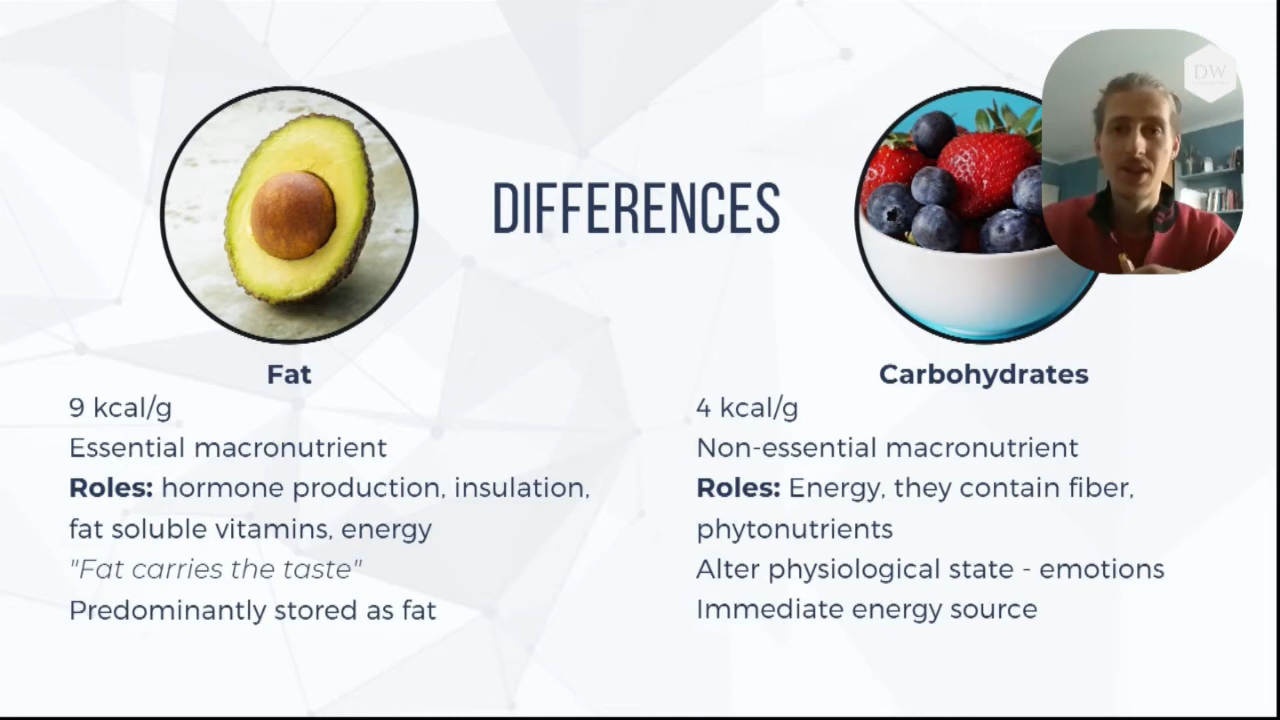 DW
DIFFERENCES
Fat
9 kcal/g
Essential macronutrient
Roles: hormone production, insulation,
fat soluble vitamins, energy
"Fat carries the taste"
Predominantly stored as fat
Carbohydrates
4 kcal/g
Non-essential macronutrient
Roles: Energy, they contain fiber,
phytonutrients
Alter physiological state - emotions
Immediate energy source